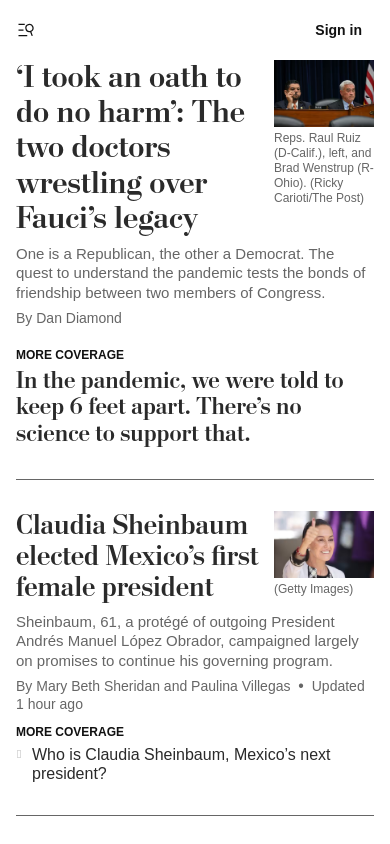 Sign in
‘I took an oath to
do no harm’: The
two doctors
wrestling over
Fauci’s legacy
Reps. Raul Ruiz
(D-Calif.), left, and
Brad Wenstrup (R-
Ohio). (Ricky
Carioti/The Post)
One is a Republican, the other a Democrat. The
quest to understand the pandemic tests the bonds of
friendship between two members of Congress.
By Dan Diamond
MORE COVERAGE
In the pandemic, we were told to
keep 6 feet apart. There’s no
science to support that.
Claudia Sheinbaum
elected Mexico’s first
female president
(Getty Images)
Sheinbaum, 61, a protégé of outgoing President
Andrés Manuel López Obrador, campaigned largely
on promises to continue his governing program.
By Mary Beth Sheridan and Paulina Villegas • Updated
1 hour ago
MORE COVERAGE
Who is Claudia Sheinbaum, Mexico’s next
president?